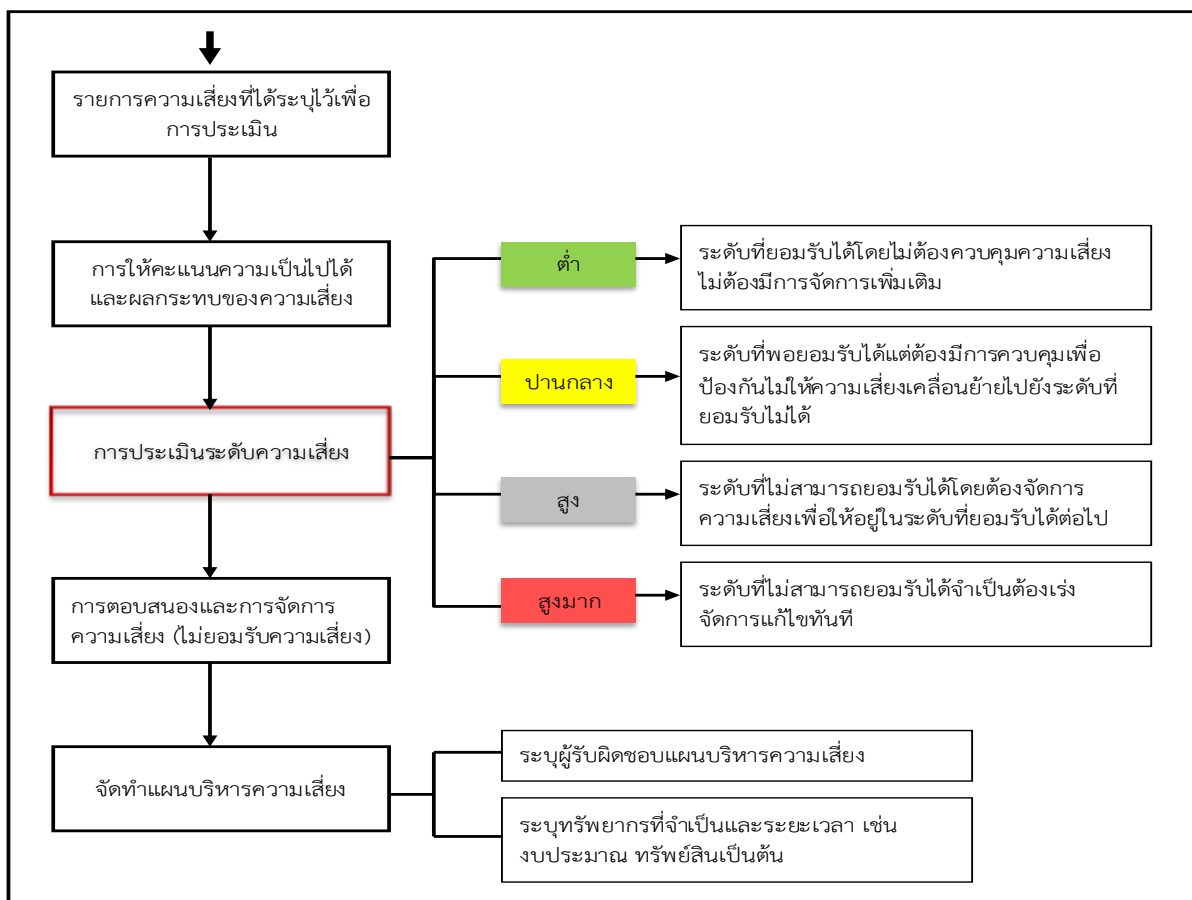 รายการความเสี่ยงที่ได้ระบุไว้เพื่อ
การประเมิน
การให้คะแนนความเป็นไปได้
และผลกระทบของความเสี่ยง
การประเมินระดับความเสี่ยง
ต่ำ
ระดับที่ยอมรับได้โดยไม่ต้องควบคุมความเสี่ยง
ไม่ต้องมีการจัดการเพิ่มเติม
ปานกลาง
ระดับที่พอยอมรับได้แต่ต้องมีการควบคุมเพื่อ
ป้องกันไม่ให้ความเสี่ยงเคลื่อนย้ายไปยังระดับที่
ยอมรับไม่ได้
สูง
ระดับที่ไม่สามารถยอมรับได้โดยต้องจัดการ
ความเสี่ยงเพื่อให้อยู่ในระดับที่ยอมรับได้ต่อไป
สูงมาก
ระดับที่ไม่สามารถยอมรับได้จำเป็นต้องเร่ง
จัดการแก้ไขทันที
การตอบสนองและการจัดการ
ความเสี่ยง (ไม่ยอมรับความเสี่ยง)
จัดทำแผนบริหารความเสี่ยง
ระบุผู้รับผิดชอบแผนบริหารความเสี่ยง
ระบุทรัพยากรที่จำเป็นและระยะเวลา เช่น
งบประมาณ ทรัพย์สินเป็นต้น